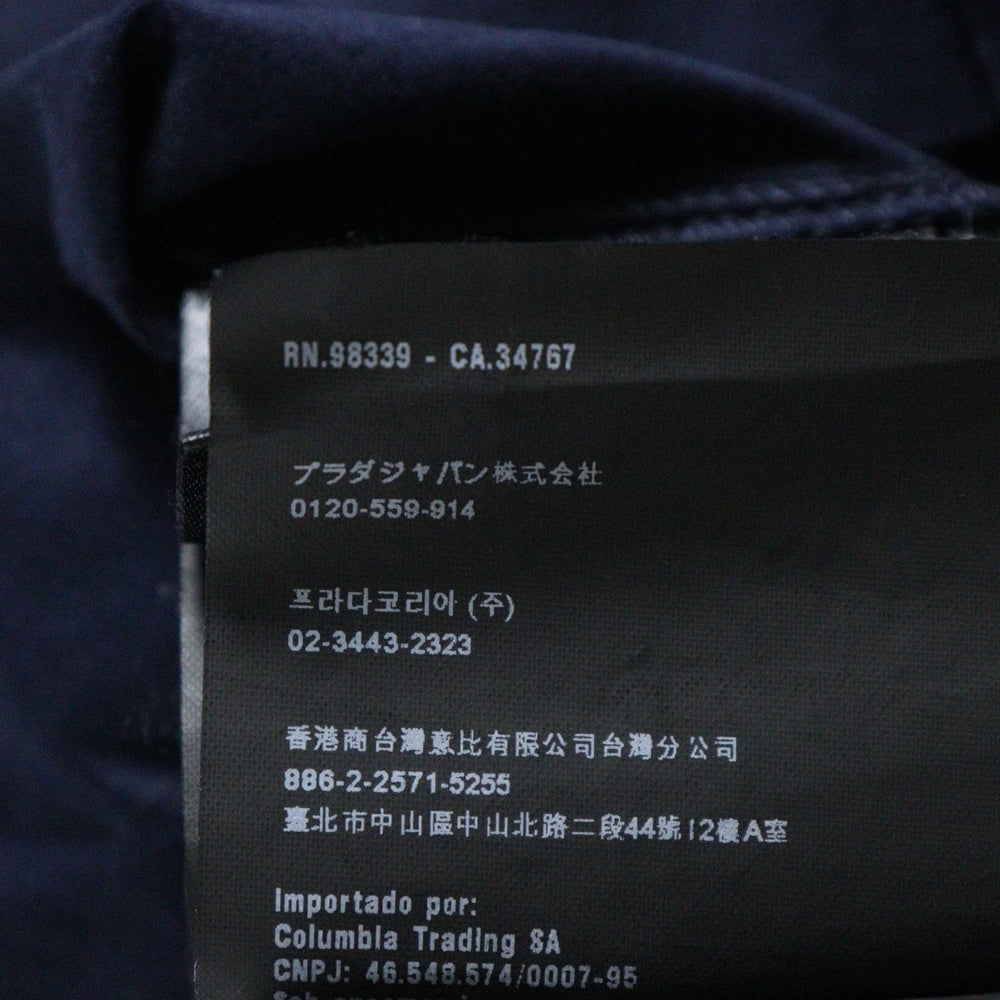 RN.98339 - CA.34767
プラダジャパン株式会社
0120-559-914
프라다코리아 (주)
02-3443-2323
香港商台灣意比有限公司台灣分公司
886-2-2571-5255
臺北市中山區中山北路二段44號12樓A至
Importado por:
Columbia Trading SA
CNPJ: 46.548.574/0007-95